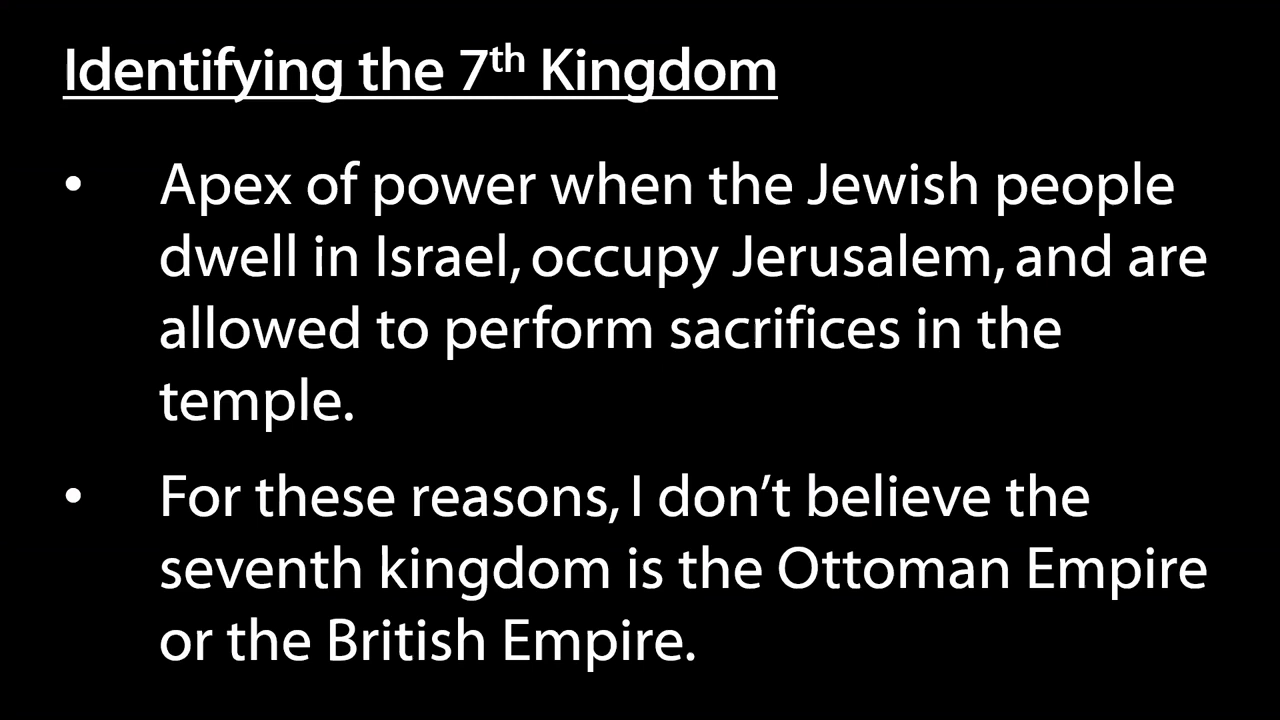 Identifying the 7th Kingdom
• Apex of power when the Jewish people
dwell in Israel, occupy Jerusalem, and are
allowed to perform sacrifices in the
temple.
• For these reasons, I don’t believe the
seventh kingdom is the Ottoman Empire
or the British Empire.